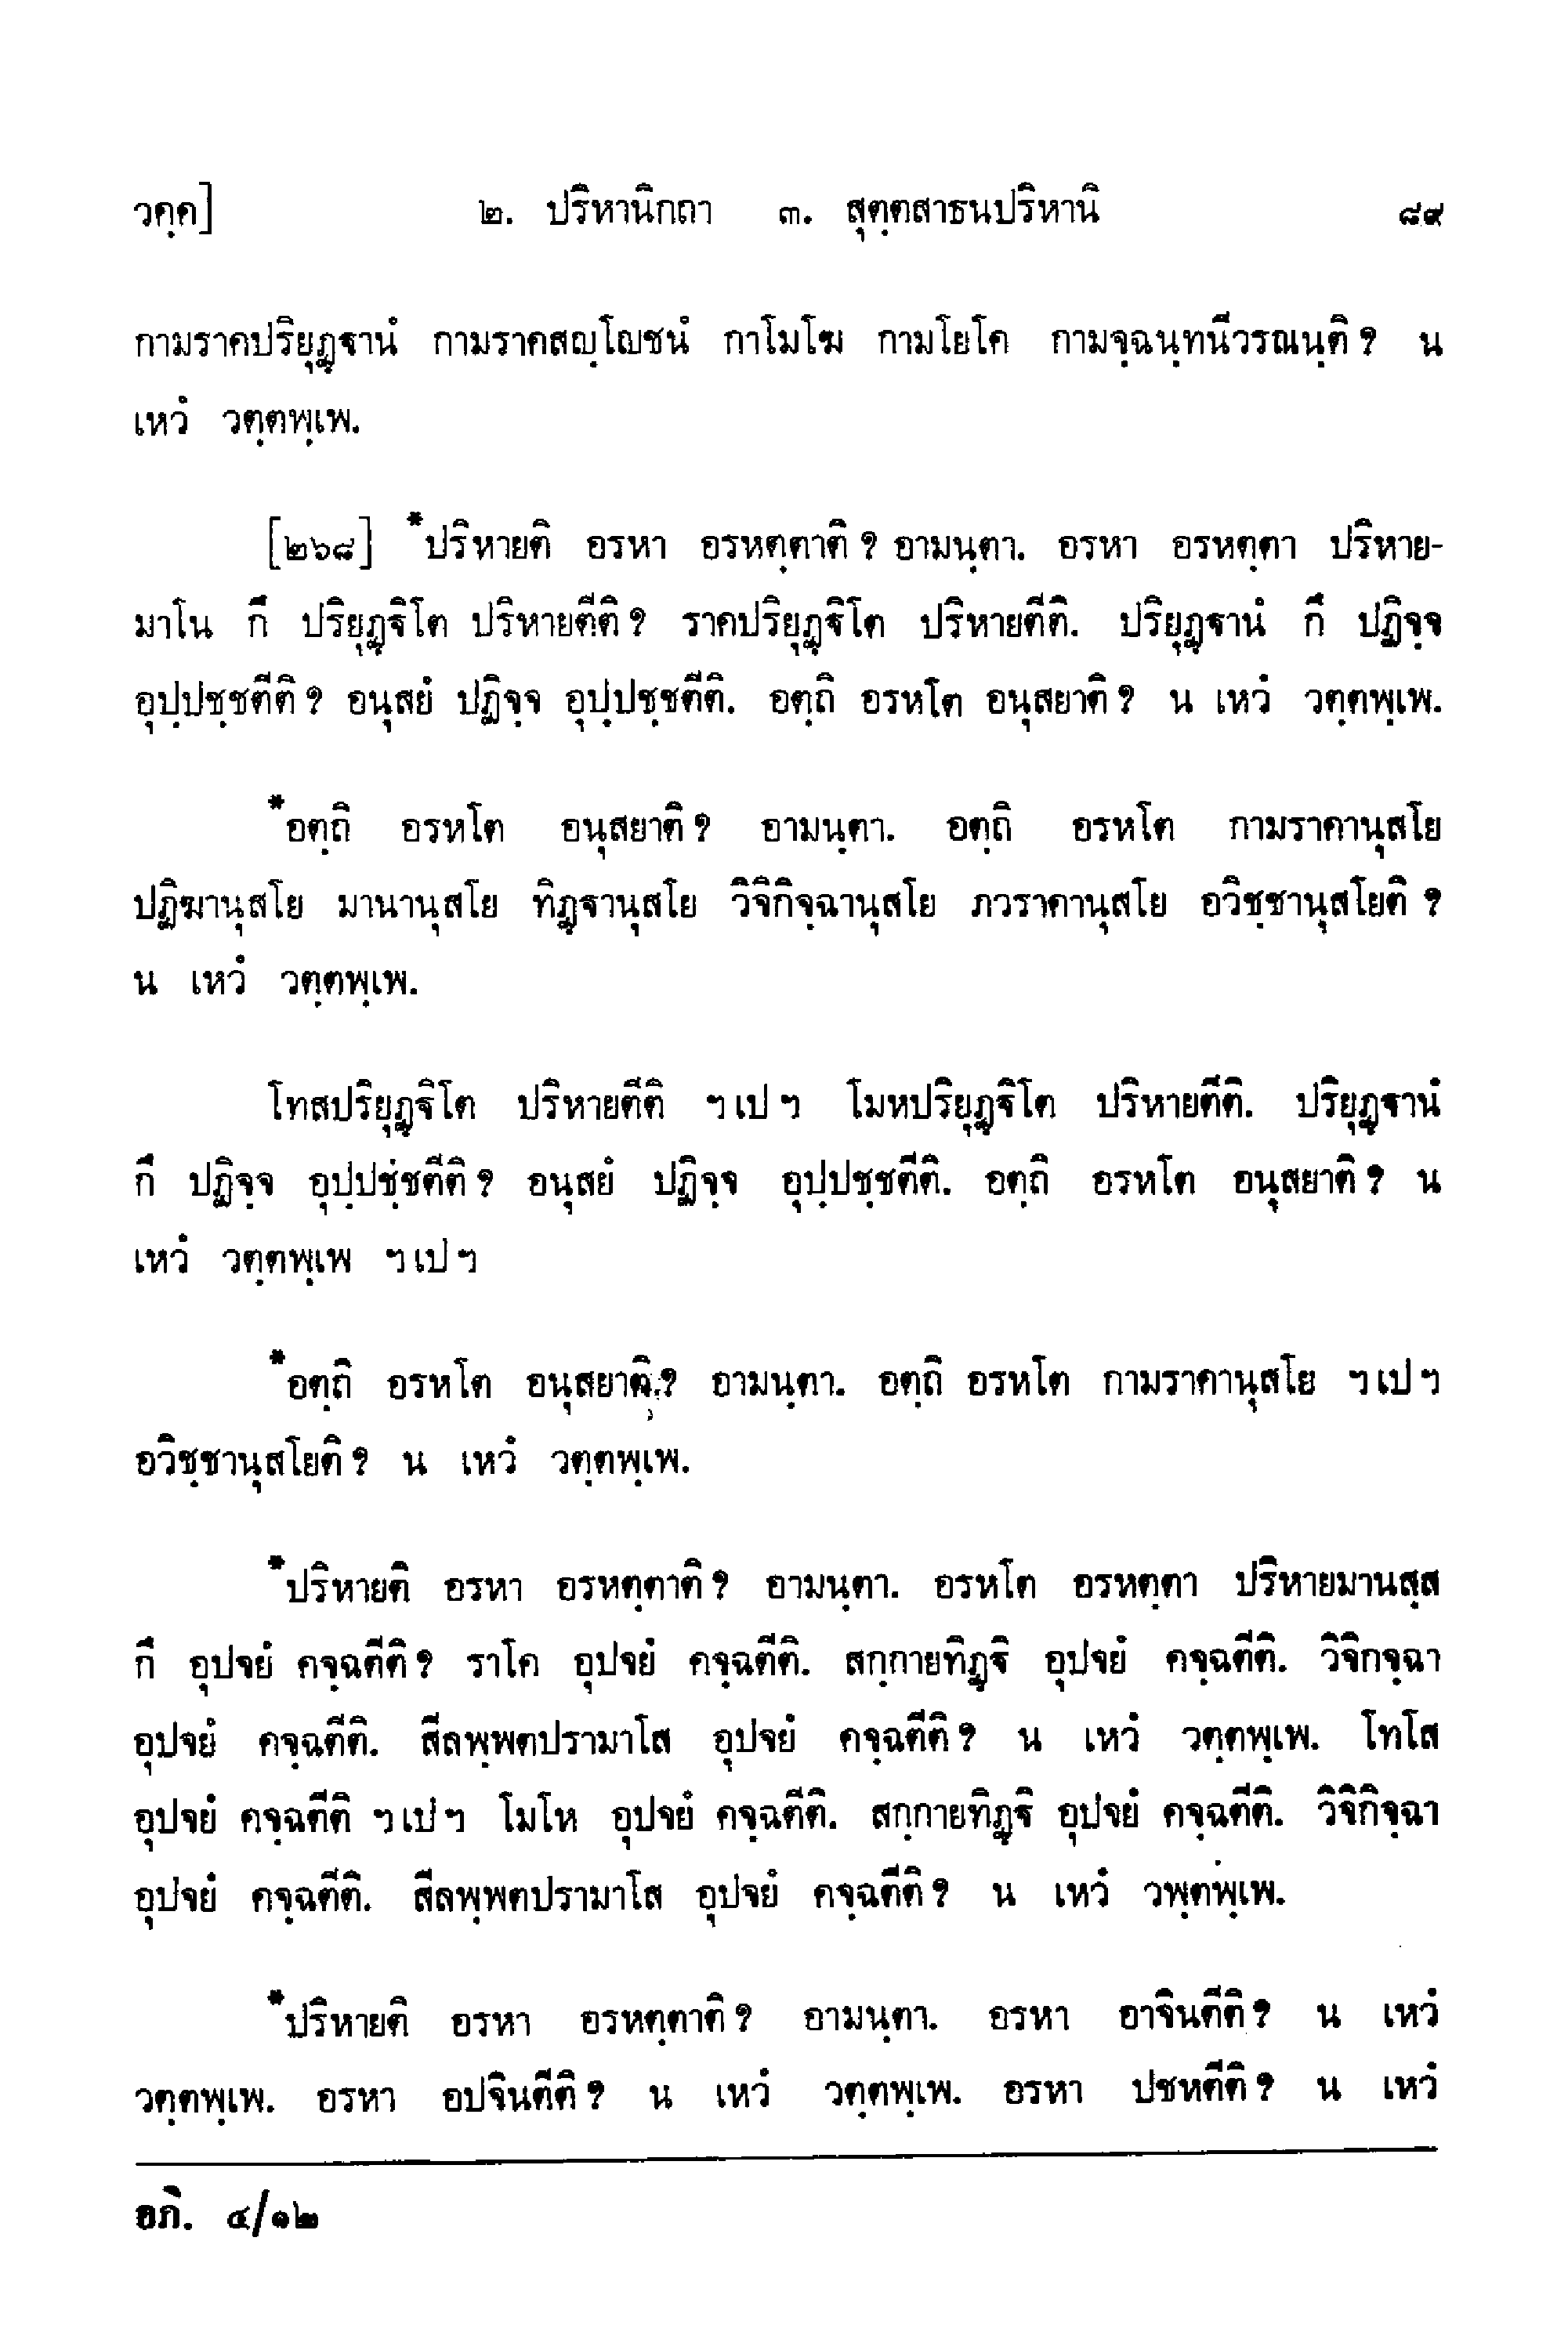 วคฺค] ๒. ปริหานิกถา ๓. สุตฺตสาธนปริหานิ ๘๙
กามราคปริยุฏฺฐานํ กามราคสญฺโญชนํ กาโมโฆ กามโยโค กามจฺฉนฺทนีวรณนฺติ ? น
เหวํ วตฺตพฺเพ.
[๒๖๘] *ปริหายติ อรหา อรหตฺตาติ ? อามนฺตา. อรหา อรหตฺตา ปริหาย-
มาโน กึ ปริยุฏฺฐิโต ปริหายตีติ ? ราคปริยุฏฺฐิโต ปริหายตีติ. ปริยุฏฺฐานํ กึ ปฏิจฺจ
อุปฺปชฺชตีติ ? อนุสยํ ปฏิจฺจ อุปฺปชฺชตีติ. อตฺถิ อรหโต อนุสยาติ ? น เหวํ วตฺตพฺเพ.
*อตฺถิ อรหโต อนุสยาติ ? อามนฺตา. อตฺถิ อรหโต กามราคานุสโย
ปฏิฆานุสโย มานานุสโย ทิฏฺฐานุสโย วิจิกิจฺฉานุสโย ภวราคานุสโย อวิชฺชานุสโยติ ?
น เหวํ วตฺตพฺเพ.
โทสปริยุฏฺฐิโต ปริหายตีติ ฯเปฯ โมหปริยุฏฺฐิโต ปริหายตีติ. ปริยุฏฺฐานํ
กึ ปฏิจฺจ อุปฺปชฺชตีติ ? อนุสยํ ปฏิจฺจ อุปฺปชฺชตีติ. อตฺถิ อรหโต อนุสยาติ ? น
เหวํ วตฺตพฺเพ ฯเปฯ
*อตฺถิ อรหโต อนุสยาติ ? อามนฺตา. อตฺถิ อรหโต กามราคานุสโย ฯเปฯ
อวิชฺชานุสโยติ ? น เหวํ วตฺตพฺเพ.
*ปริหายติ อรหา อรหตฺตาติ ? อามนฺตา. อรหโต อรหตฺตา ปริหายมานสฺส
กึ อุปจยํ คจฺฉตีติ ? ราโค อุปจยํ คจฺฉตีติ. สกฺกายทิฏฺฐิ อุปจยํ คจฺฉตีติ. วิจิกจฺฉา
อุปจยํ คจฺฉตีติ. สีลพฺพตปรามาโส อุปจยํ คจฺฉตีติ ? น เหวํ วตฺตพฺเพ. โทโส
อุปจยํ คจฺฉตีติ ฯเปฯ โมโห อุปจยํ คจฺฉตีติ. สกฺกายทิฏฺฐิ อุปจยํ คจฺฉตีติ. วิจิกิจฺฉา
อุปจยํ คจฺฉตีติ. สีลพฺพตปรามาโส อุปจยํ คจฺฉตีติ ? น เหวํ วพฺตพฺเพ.
*ปริหายติ อรหา อรหตฺตาติ ? อามนฺตา. อรหา อาจินตีติ ? น เหวํ
วตฺตพฺเพ. อรหา อปจินตีติ ? น เหวํ วตฺตพฺเพ. อรหา ปชหตีติ ? น เหวํ
อภิ. ๔/๑๒